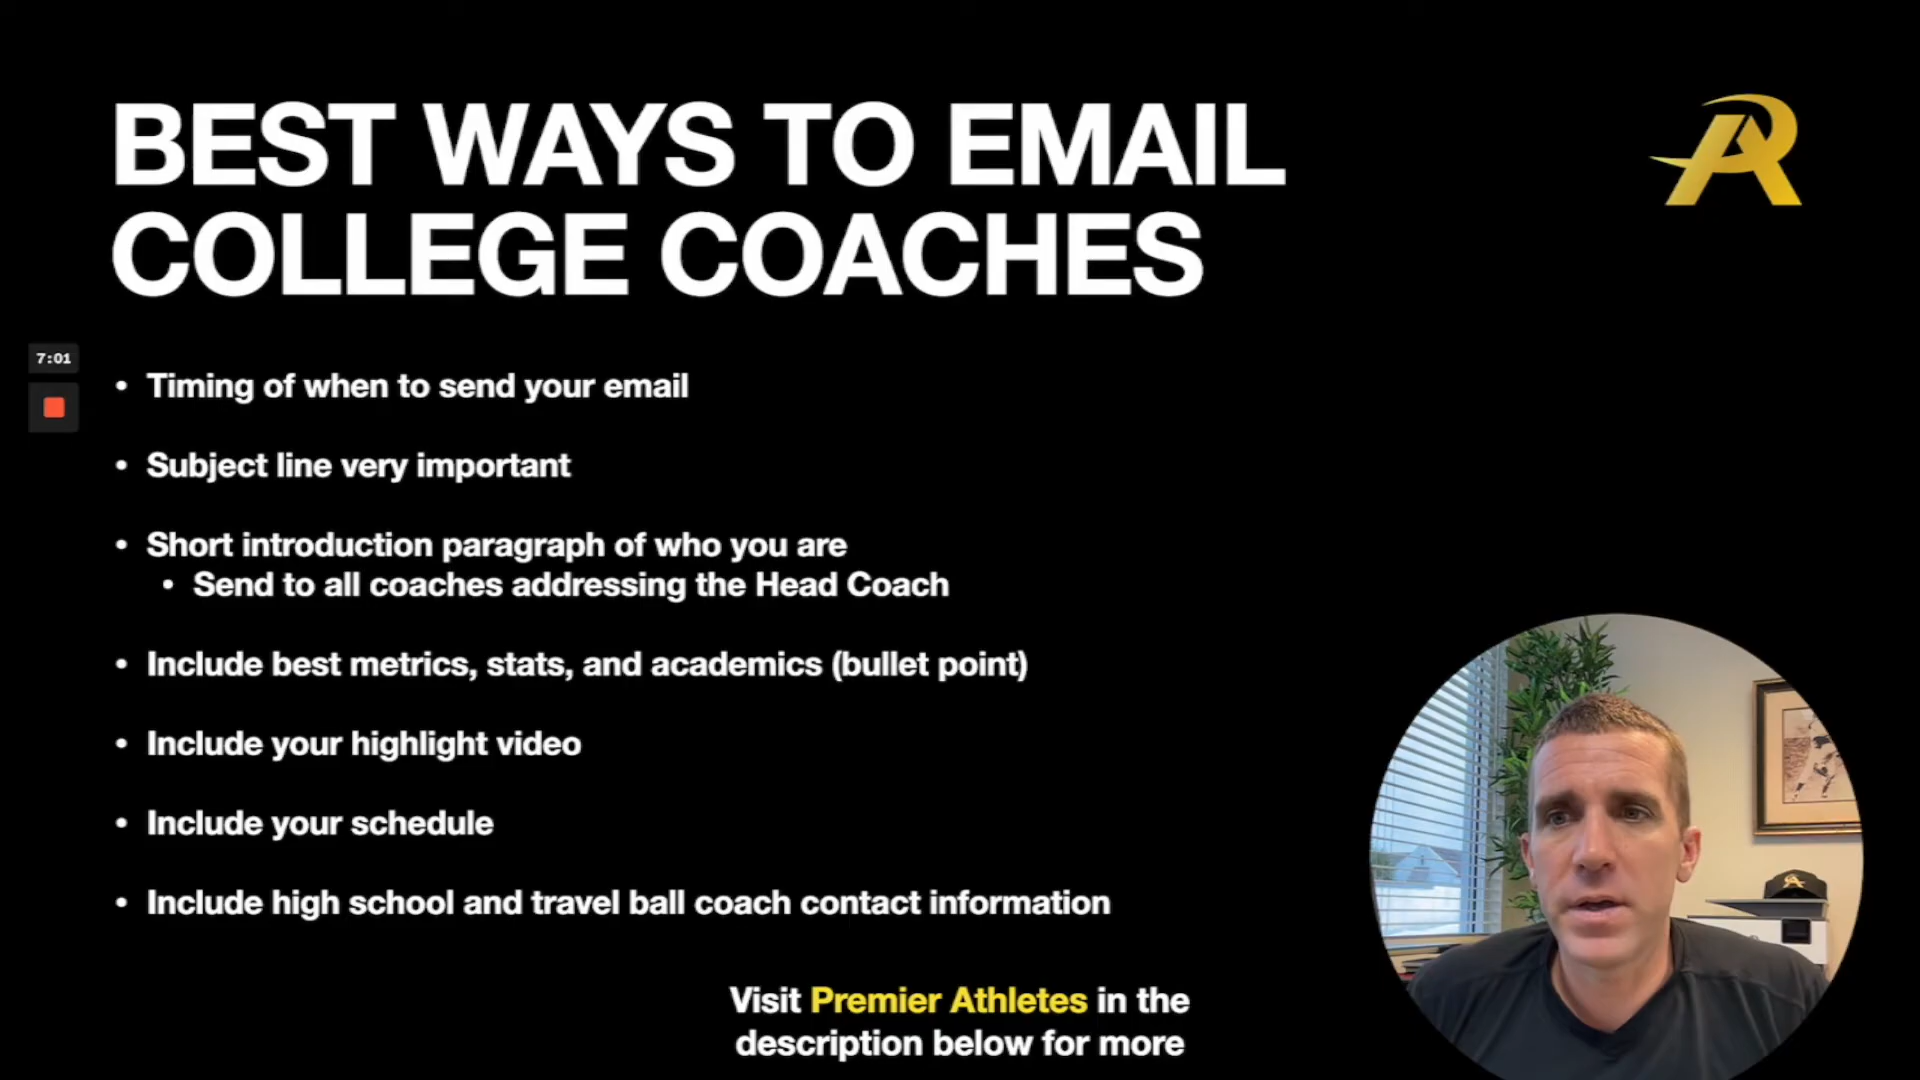 BEST WAYS TO EMAIL
COLLEGE COACHES
7:01
• Timing of when to send your email
• Subject line very important
• Short introduction paragraph of who you are
• Send to all coaches addressing the Head Coach
• Include best metrics, stats, and academics (bullet point)
• Include your highlight video
• Include your schedule
• Include high school and travel ball coach contact information
Visit Premier Athletes in the
description below for more